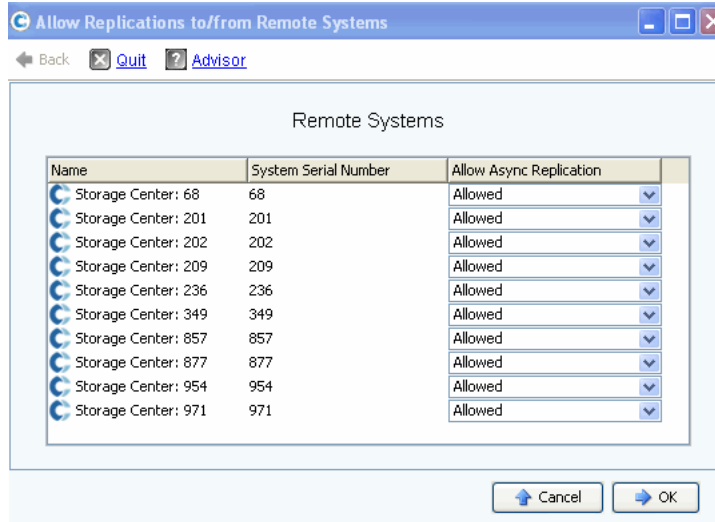 Allow Replications to/from Remote Systems
Back Quit ? Advisor
Remote Systems
Name System Serial Number Allow Async Replication
Storage Center: 68 68 Allowed
Storage Center: 201 201 Allowed
Storage Center: 202 202 Allowed
Storage Center: 209 209 Allowed
Storage Center: 236 236 Allowed
Storage Center: 349 349 Allowed
Storage Center: 857 857 Allowed
Storage Center: 877 877 Allowed
Storage Center: 954 954 Allowed
Storage Center: 971 971 Allowed
Cancel OK